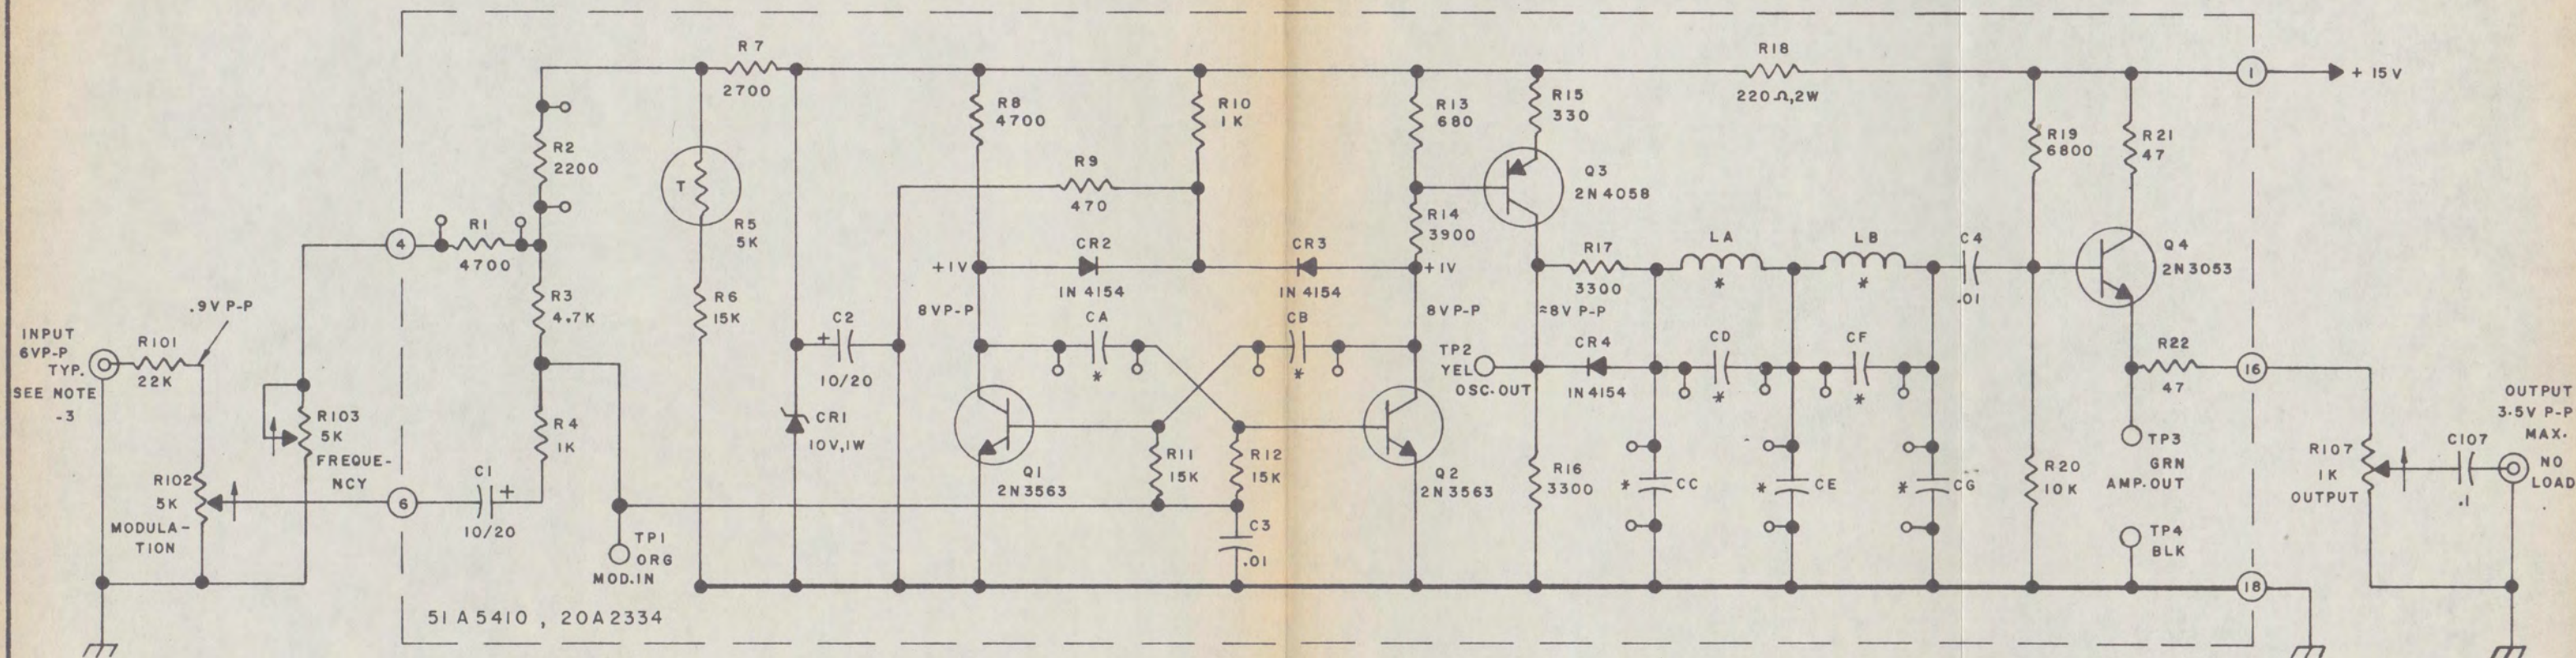 INPUT
6VP-P
TYP.
SEE NOTE
-3
R101
22K
.9V P-P
R102
5K
MODULA-
TION
R103
5K
FREQUE-
NCY
4
6
R1
4700
R2
2200
R3
4.7K
R4
1K
C1
+
10/20
TP1
ORG
MOD.IN
R7
2700
T
R5
5K
R6
15K
C2
+
10/20
CR1
10V,1W
R8
4700
R9
470
R10
1K
+1V
CR2
1N 4154
CR3
1N 4154
+1V
8VP-P
CA
*
CB
*
8VP-P
Q1
2N3563
R11
15K
R12
15K
C3
.01
Q2
2N3563
R13
680
R14
3900
R15
330
Q3
2N4058
R17
3300
≈8V P-P
TP2
YEL
OSC.OUT
CR4
1N4154
R16
3300
R18
220Ω,2W
LA
*
LB
*
CD
*
CF
*
* CC
* CE
* CG
C4
.01
R19
6800
R20
10K
R21
47
Q4
2N3053
R22
47
TP3
GRN
AMP.OUT
TP4
BLK
1
+ 15V
16
18
R107
1K
OUTPUT
C107
.1
OUTPUT
3.5V P-P
MAX.
NO
LOAD
51A5410 , 20A2334